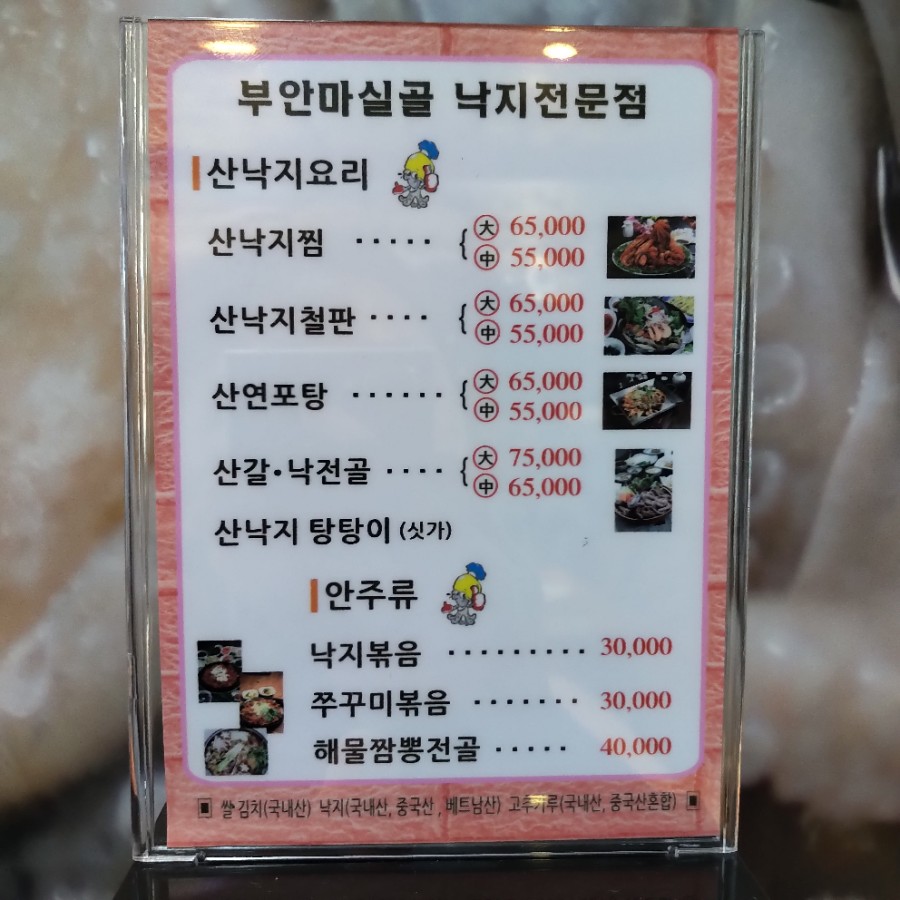 부안마실골 낙지전문점
산낙지요리
산낙지찜 ····· { 大 65,000
中 55,000
산낙지철판 ···· { 大 65,000
中 55,000
산연포탕 ······ { 大 65,000
中 55,000
산갈·낙전골 ···· { 大 75,000
中 65,000
산낙지 탕탕이 (싯가)
안주류
낙지볶음 ········· 30,000
쭈꾸미볶음 ······· 30,000
해물짬뽕전골 ····· 40,000
▣ 쌀 김치(국내산) 낙지(국내산, 중국산 , 베트남산) 고추가루(국내산, 중국산혼합) ▣